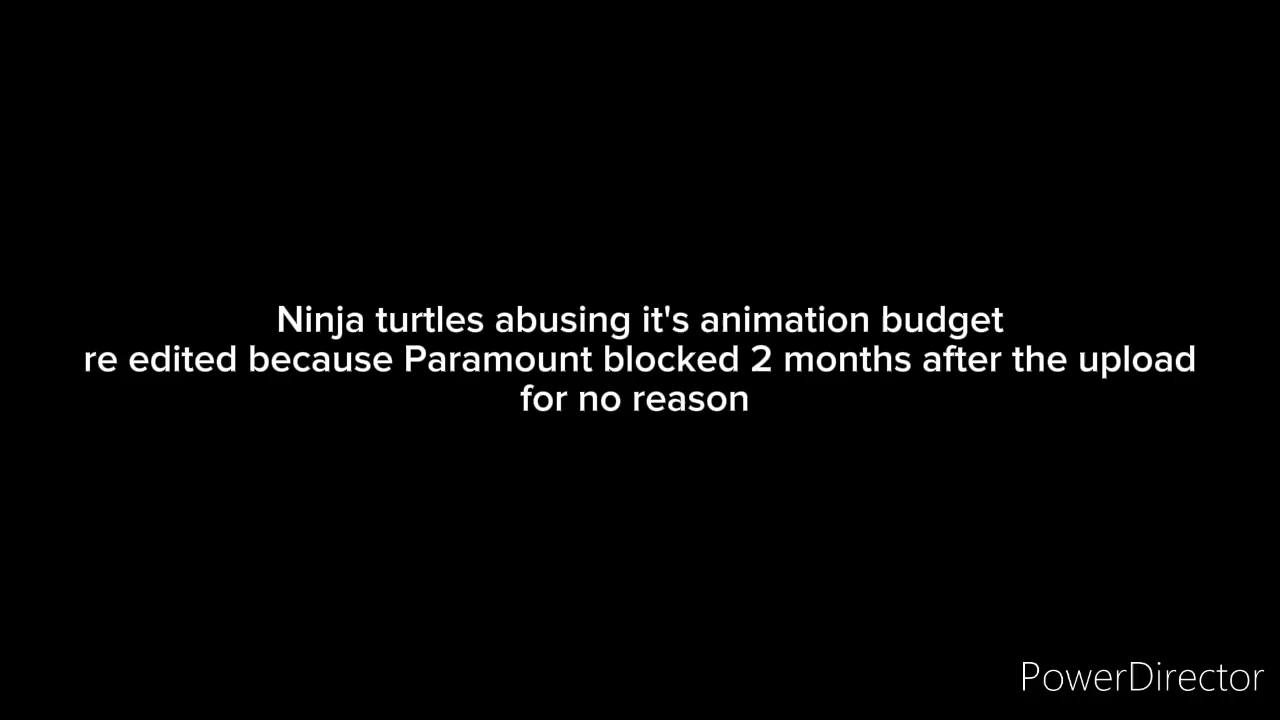 Ninja turtles abusing it's animation budget
re edited because Paramount blocked 2 months after the upload
for no reason
PowerDirector